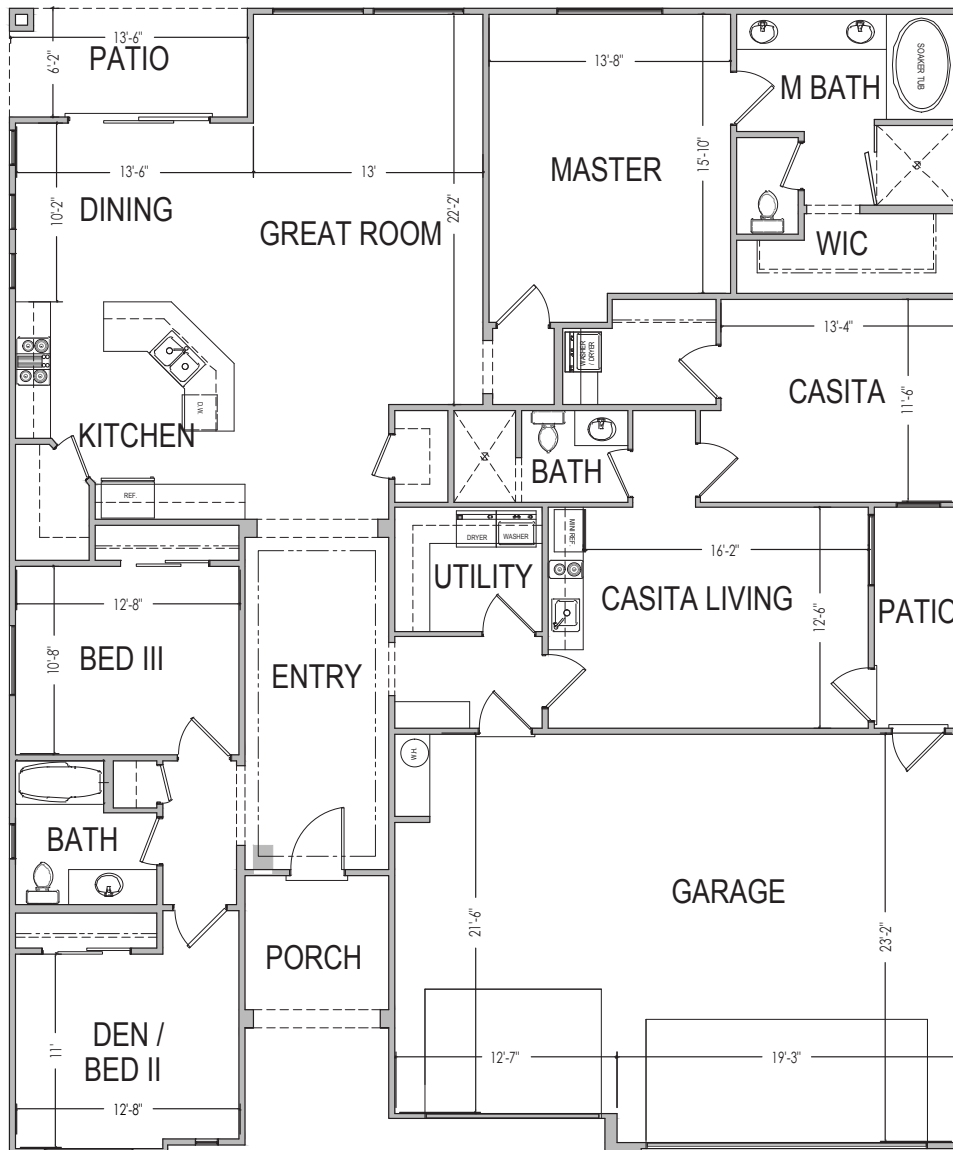 13'-6"
6'-2"
PATIO
13'-8"
M BATH
SOAKER TUB
13'-6"
13'
10'-2"
22'-2"
15'-10"
MASTER
DINING
GREAT ROOM
WIC
13'-4"
WASHER / DRYER
CASITA
11'-6"
D.W.
KITCHEN
BATH
REF.
DRYER
WASHER
MINI REF
16'-2"
UTILITY
CASITA LIVING
12'-6"
PATIO
12'-8"
10'-8"
BED III
ENTRY
W.H.
BATH
GARAGE
21'-6"
23'-2"
PORCH
DEN /
BED II
11'
12'-8"
12'-7"
19'-3"